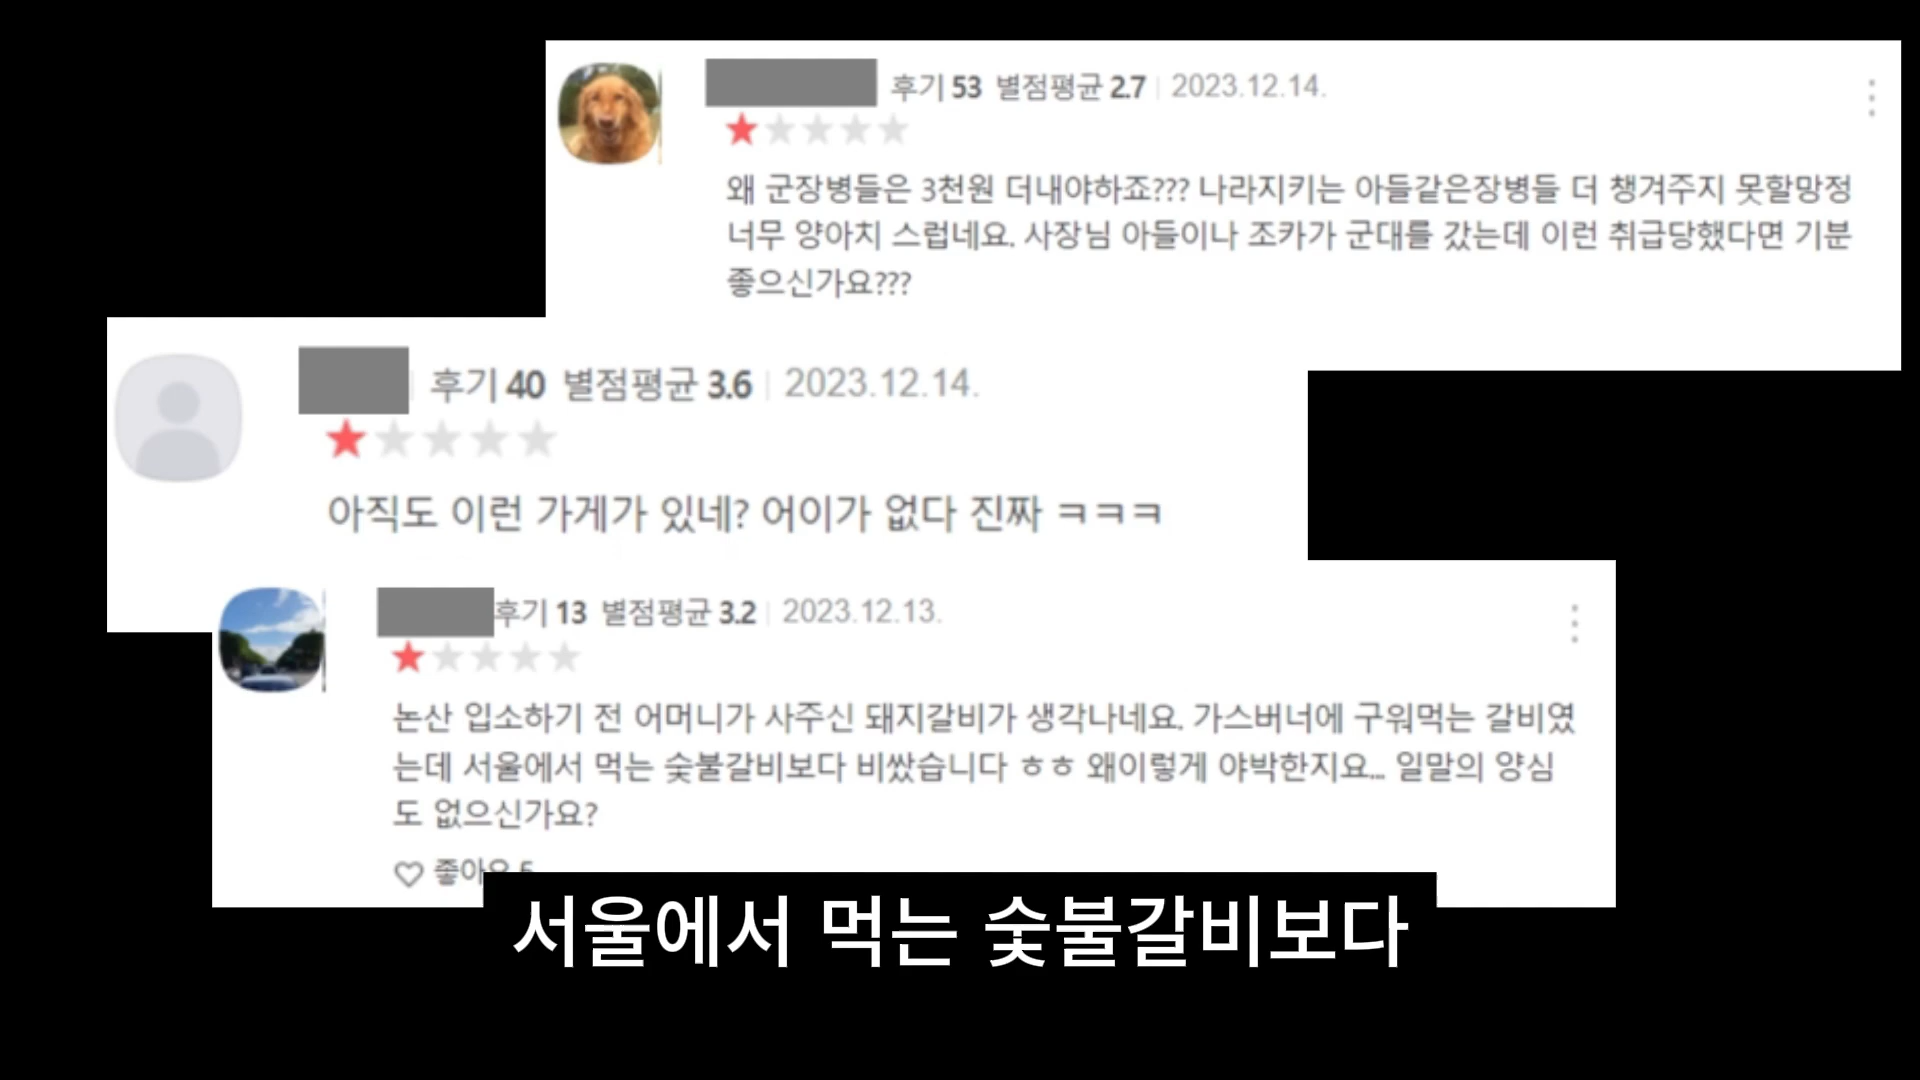 후기 53 별점평균 2.7 2023.12.14.
왜 군장병들은 3천원 더내야하죠??? 나라지키는 아들같은장병들 더 챙겨주지 못할망정
너무 양아치 스럽네요. 사장님 아들이나 조카가 군대를 갔는데 이런 취급당했다면 기분
좋으신가요???
후기 40 별점평균 3.6 2023.12.14.
아직도 이런 가게가 있네? 어이가 없다 진짜 ㅋㅋㅋ
후기 13 별점평균 3.2 2023.12.13.
논산 입소하기 전 어머니가 사주신 돼지갈비가 생각나네요. 가스버너에 구워먹는 갈비였
는데 서울에서 먹는 숯불갈비보다 비쌌습니다 ㅎㅎ 왜이렇게 야박한지요... 일말의 양심
도 없으신가요?
좋아요 5
서울에서 먹는 숯불갈비보다